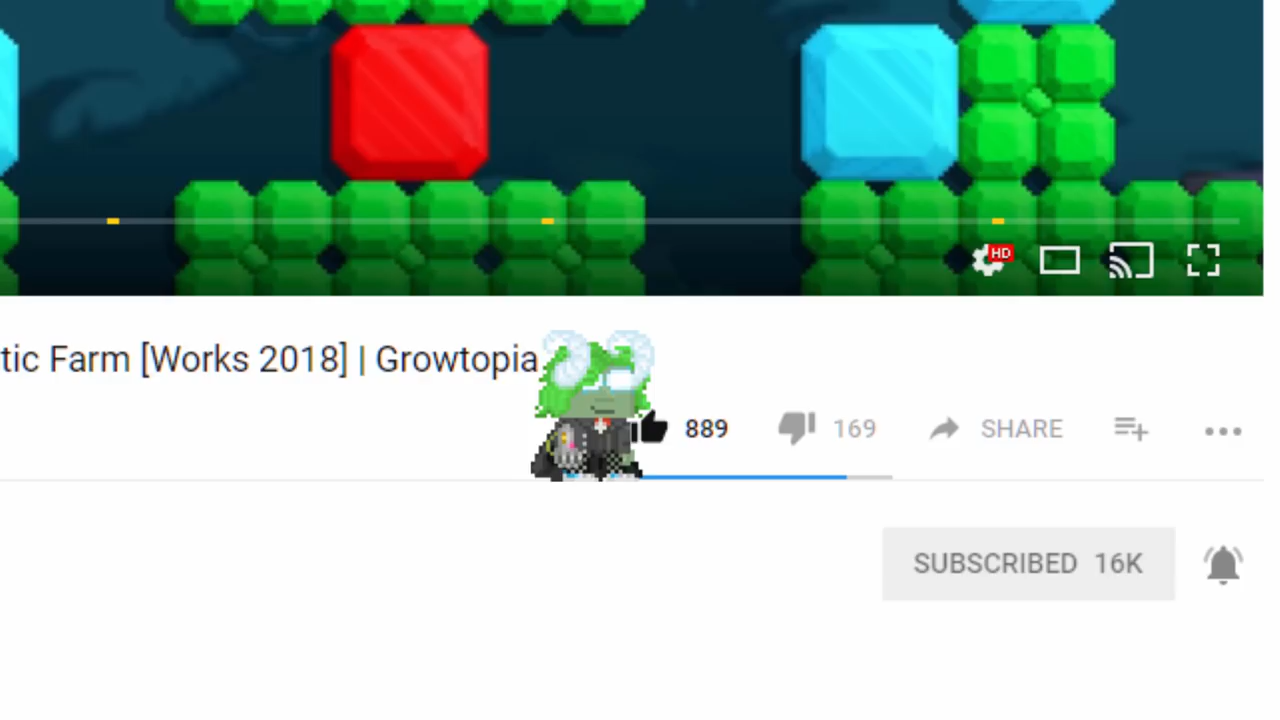 HD
tic Farm [Works 2018] | Growtopia
889 169 SHARE
SUBSCRIBED 16K